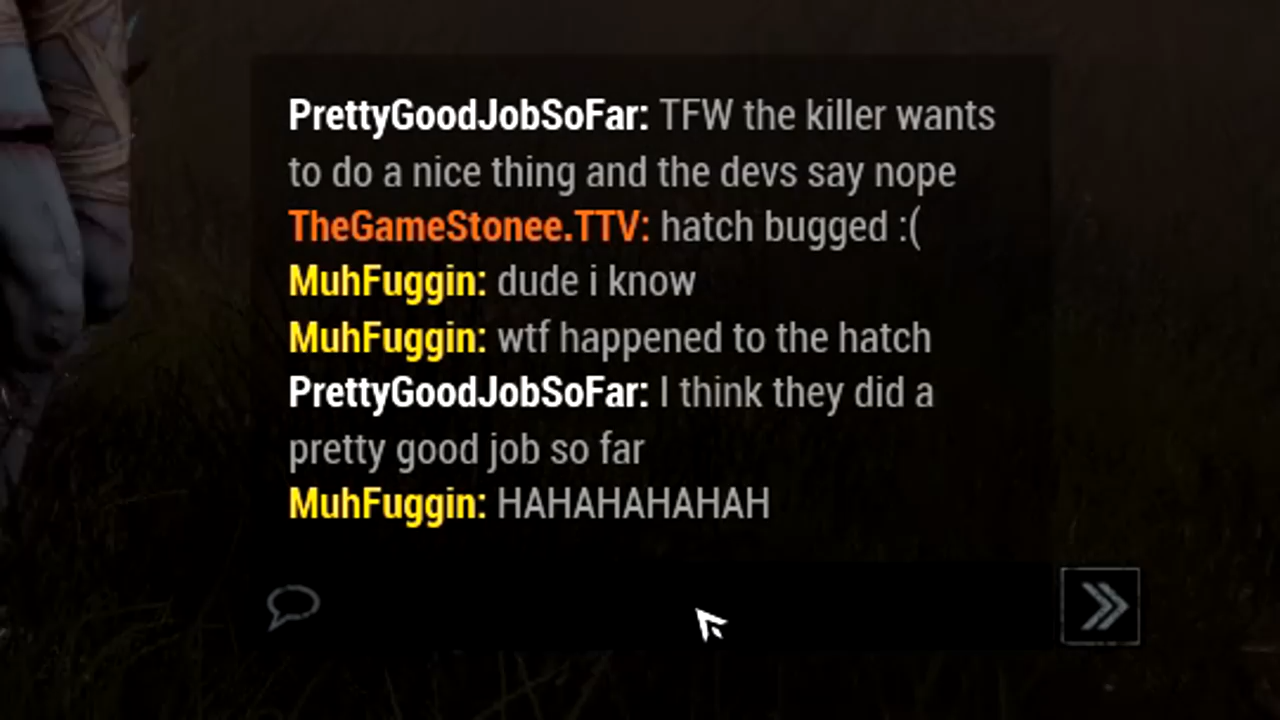 PrettyGoodJobSoFar: TFW the killer wants
to do a nice thing and the devs say nope
TheGameStonee.TTV: hatch bugged :(
MuhFuggin: dude i know
MuhFuggin: wtf happened to the hatch
PrettyGoodJobSoFar: I think they did a
pretty good job so far
MuhFuggin: HAHAHAHAHAH